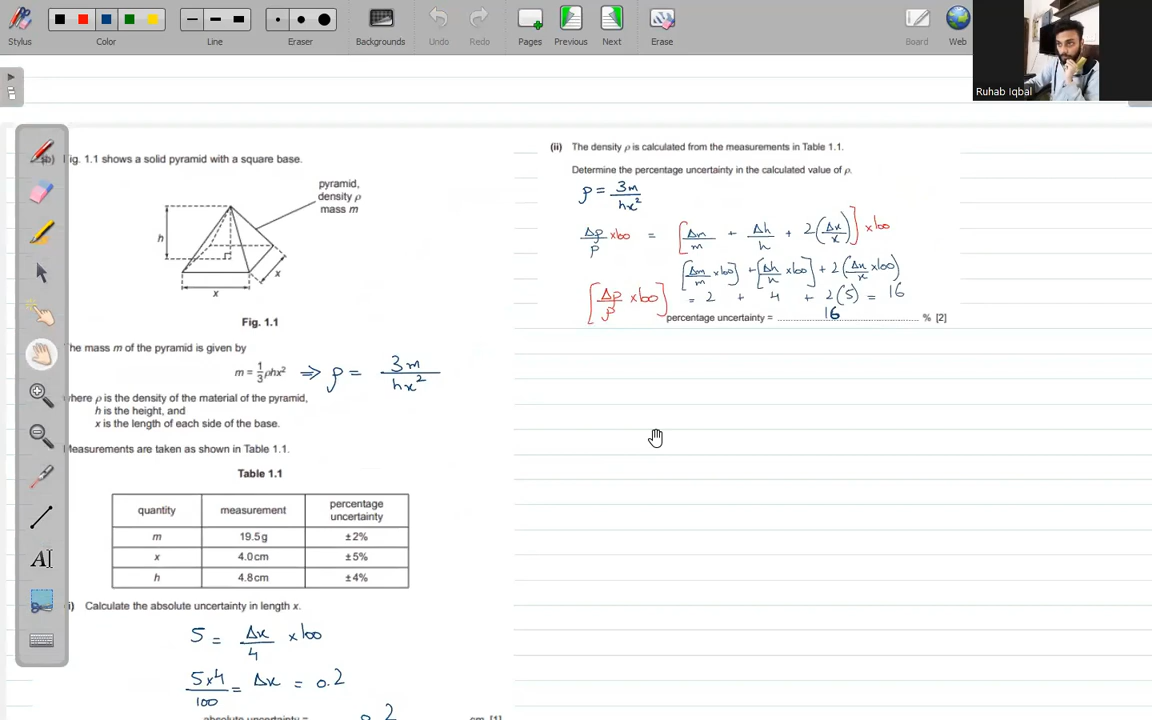 Stylus
Color
Line
Eraser
Backgrounds
Undo
Redo
Pages
Previous
Next
Erase
Board
Web
Ruhab Iqbal
b) Fig. 1.1 shows a solid pyramid with a square base.
pyramid,
density ρ
mass m
h
x
x
Fig. 1.1
The mass m of the pyramid is given by
m = 1/3 ρhx² ⇒ ρ = 3m/hx²
where ρ is the density of the material of the pyramid,
h is the height, and
x is the length of each side of the base.
Measurements are taken as shown in Table 1.1.
Table 1.1
quantity measurement percentage uncertainty
m 19.5g ±2%
x 4.0cm ±5%
h 4.8cm ±4%
i) Calculate the absolute uncertainty in length x.
5 = Δx/4 ×100
5×4/100 = Δx = 0.2
absolute uncertainty = 0.2 cm [1]
(ii) The density ρ is calculated from the measurements in Table 1.1.
Determine the percentage uncertainty in the calculated value of ρ.
ρ = 3m/hx²
Δρ/ρ ×100 = [Δm/m + Δh/h + 2(Δx/x)] ×100
[Δm/m ×100] + [Δh/h ×100] + 2(Δx/x ×100)
[Δρ/ρ ×100] = 2 + 4 + 2(5) = 16
percentage uncertainty = 16 % [2]
AI